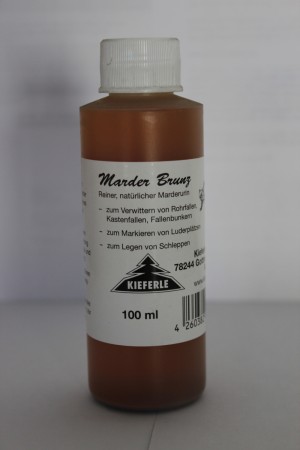 Marder Brunz
Reiner, natürlicher Marderurin
- zum Verwittern von Rohrfallen,
Kastenfallen, Fallenbunkern
- zum Markieren von Luderplätzen
- zum Legen von Schleppen
KIEFERLE
100 ml
78244